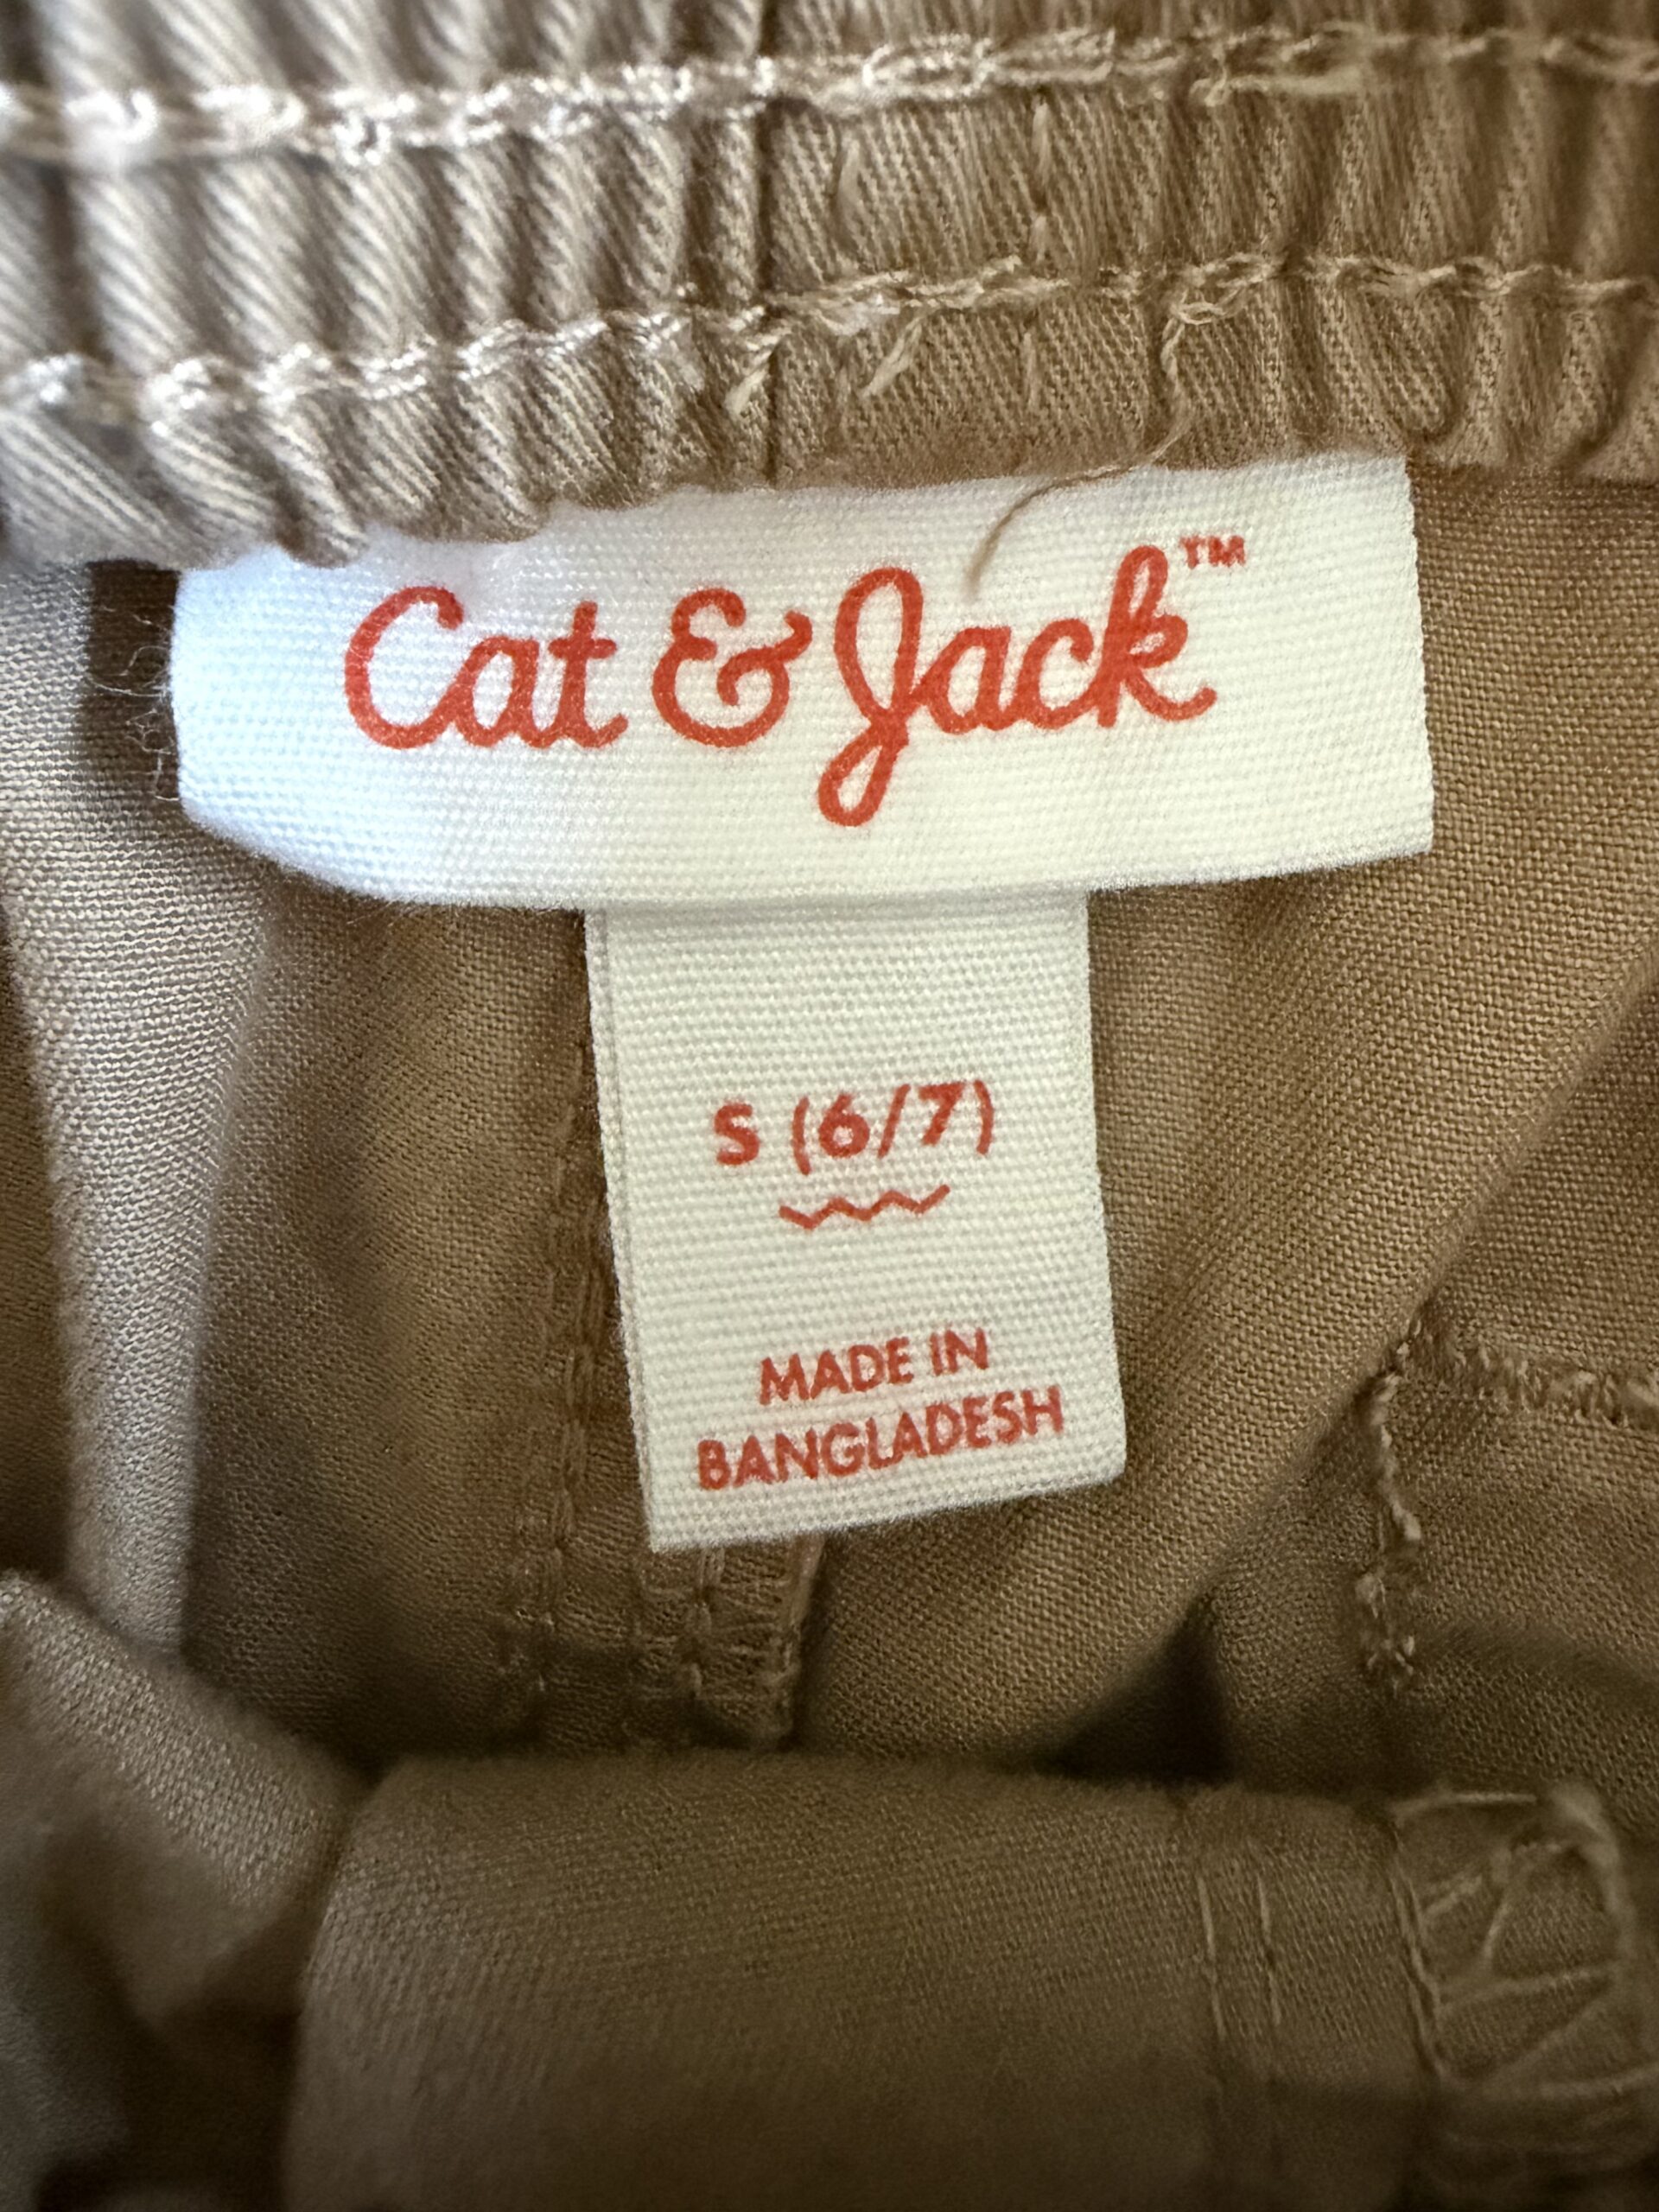 Cat & Jack™
S (6/7)
MADE IN
BANGLADESH